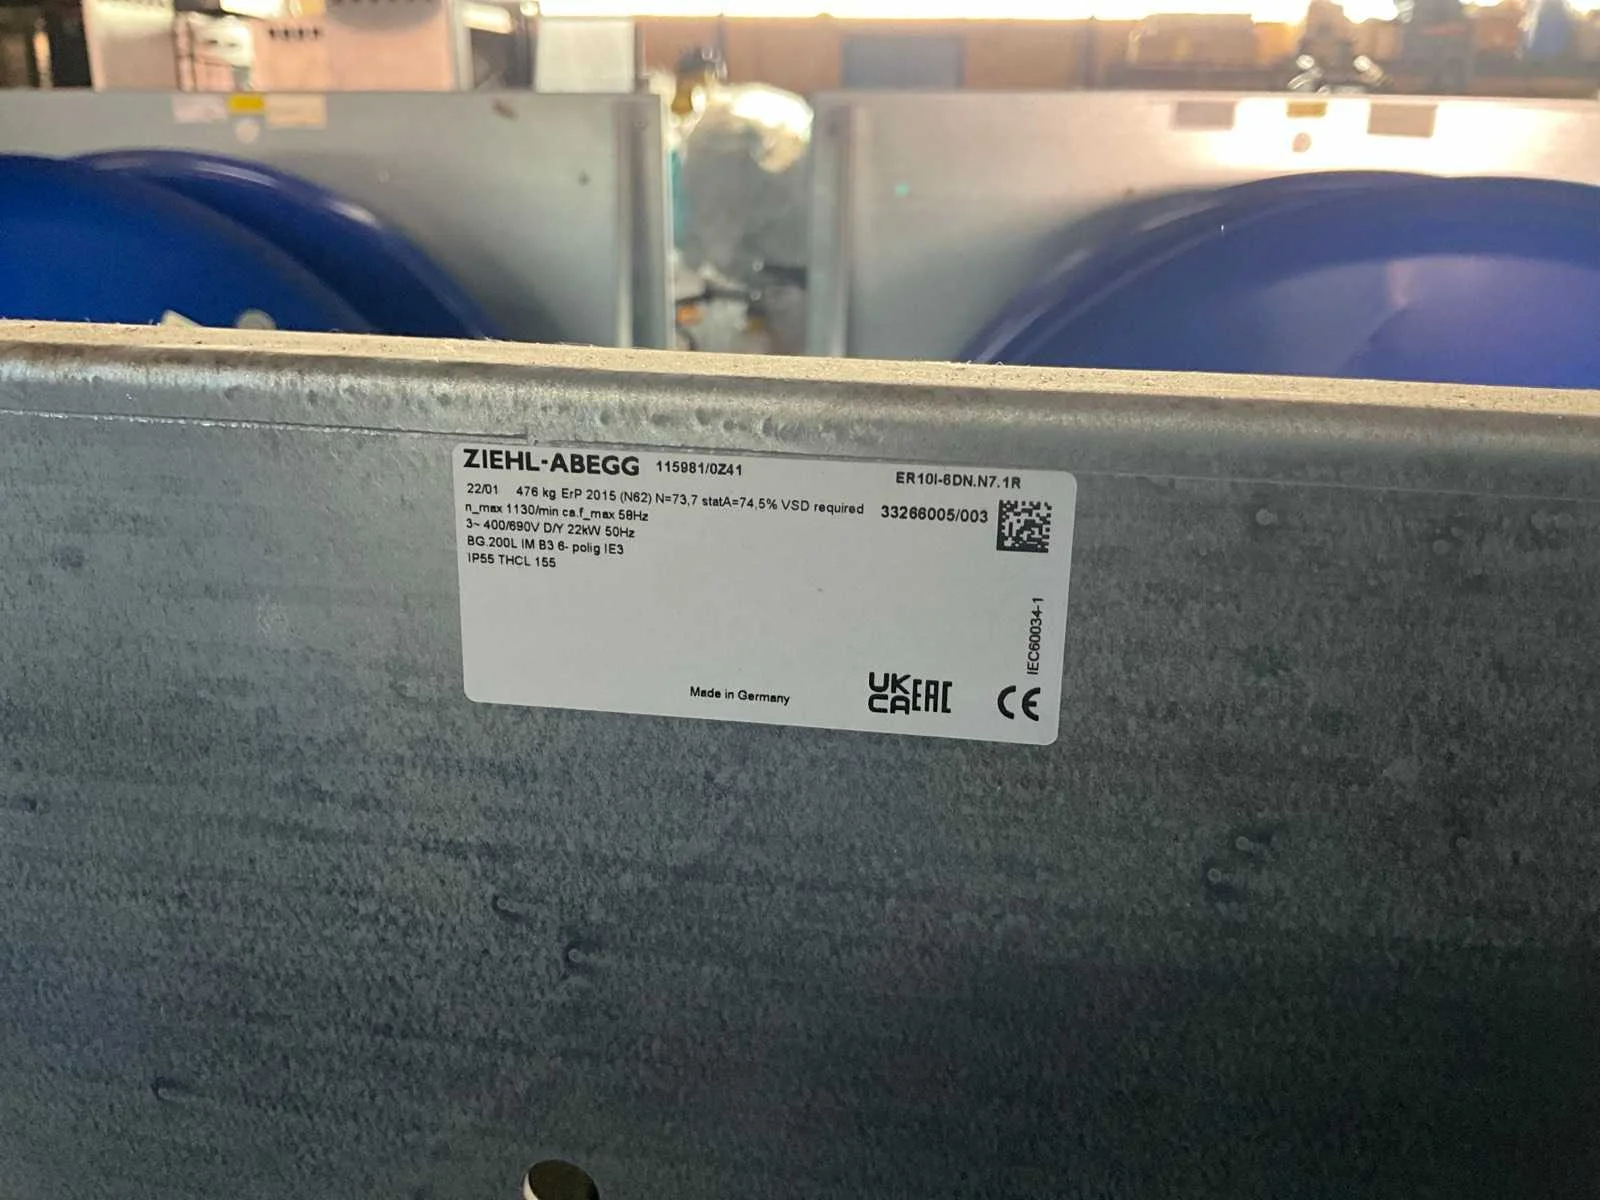 ZIEHL-ABEGG 115981/0Z41 ER10I-6DN.N7.1R
22/01 476 kg ErP 2015 (N62) N=73,7 statA=74,5% VSD required 33266005/003
n_max 1130/min ca.f_max 58Hz
3~ 400/690V D/Y 22kW 50Hz
BG.200L IM B3 6- polig IE3
IP55 THCL 155
IEC60034-1
Made in Germany
UK
CA EAC CE